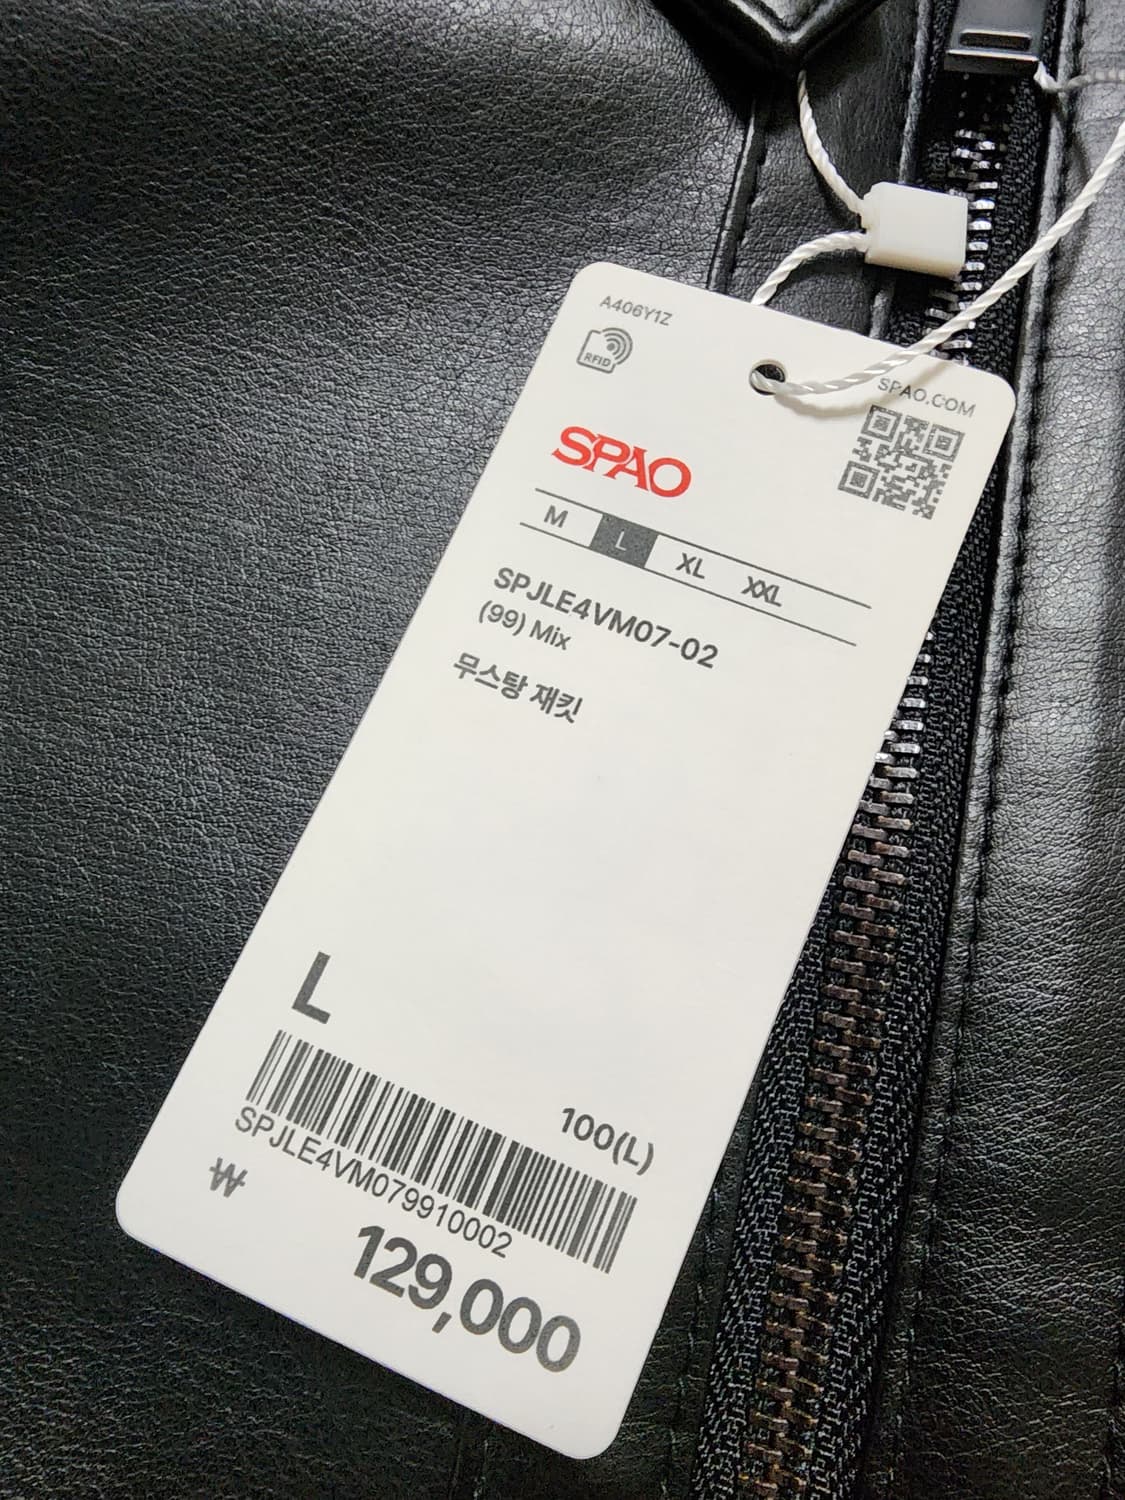 A406Y1Z
RFID
SPAO.COM
SPAO
M L XL XXL
SPJLE4VM07-02
(99) Mix
무스탕 재킷
L
100(L)
SPJLE4VM079910002
₩
129,000